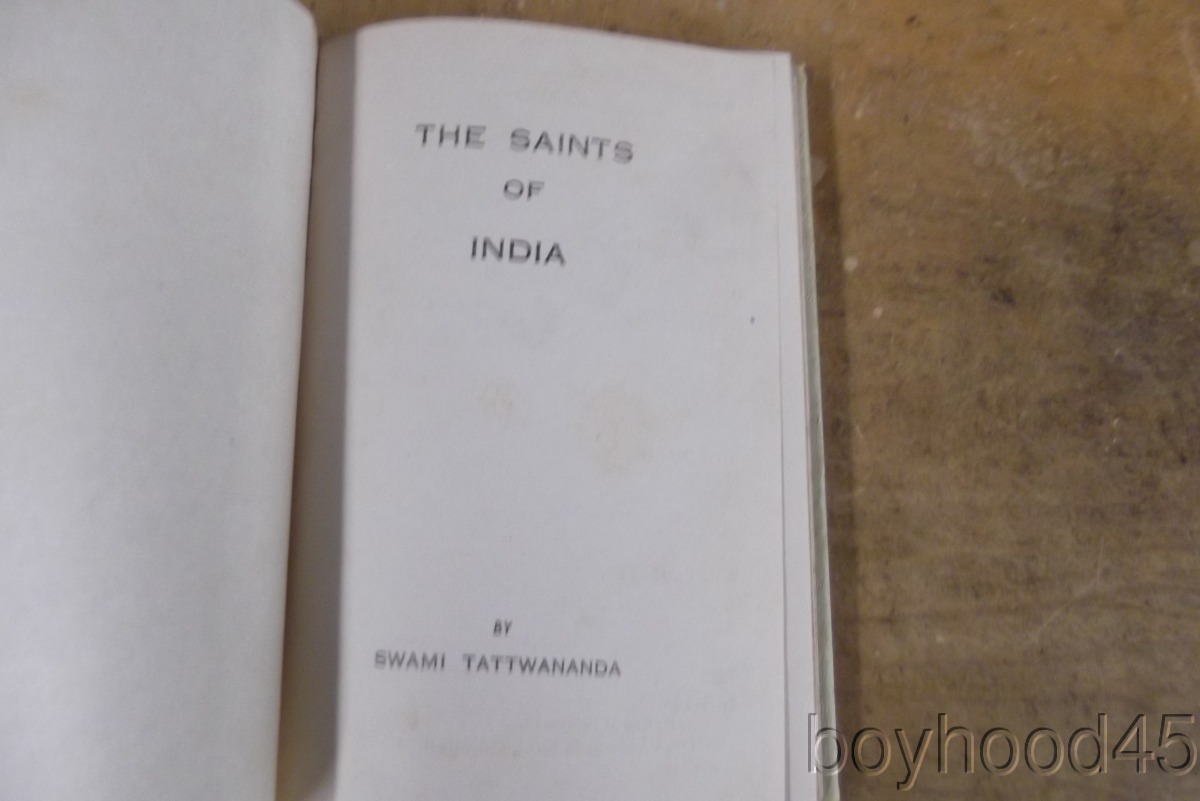 THE SAINTS
OF
INDIA
BY
SWAMI TATTWANANDA
boyhood45